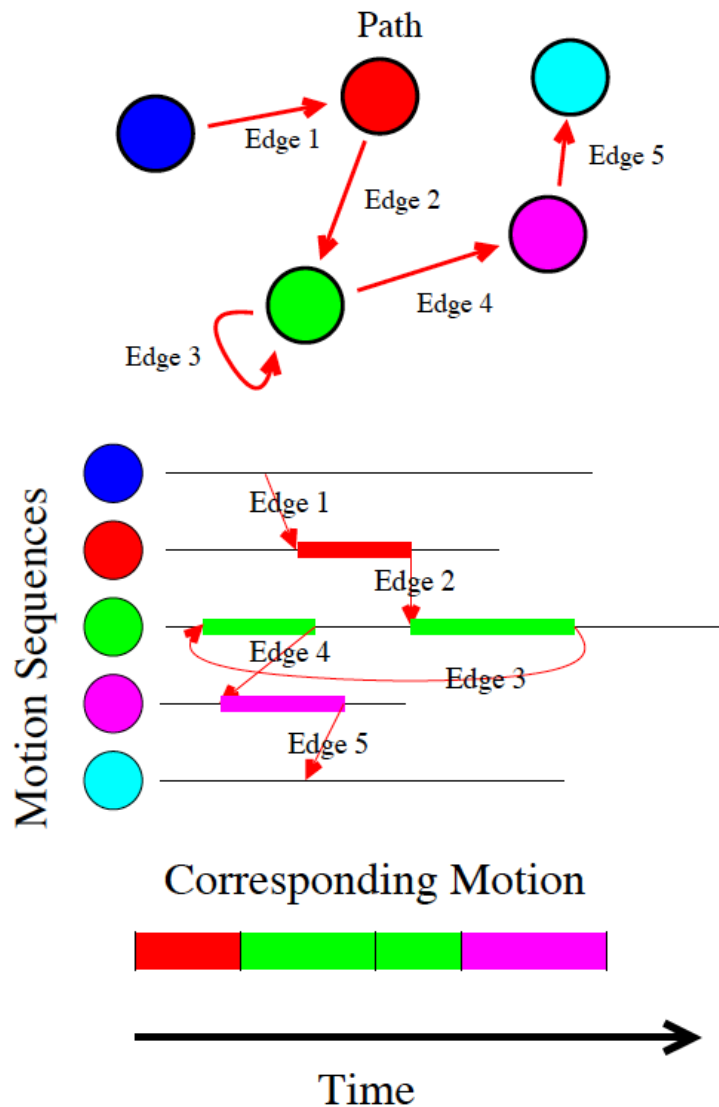 Path
Edge 1
Edge 2
Edge 5
Edge 4
Edge 3
Motion Sequences
Edge 1
Edge 2
Edge 4
Edge 3
Edge 5
Corresponding Motion
Time